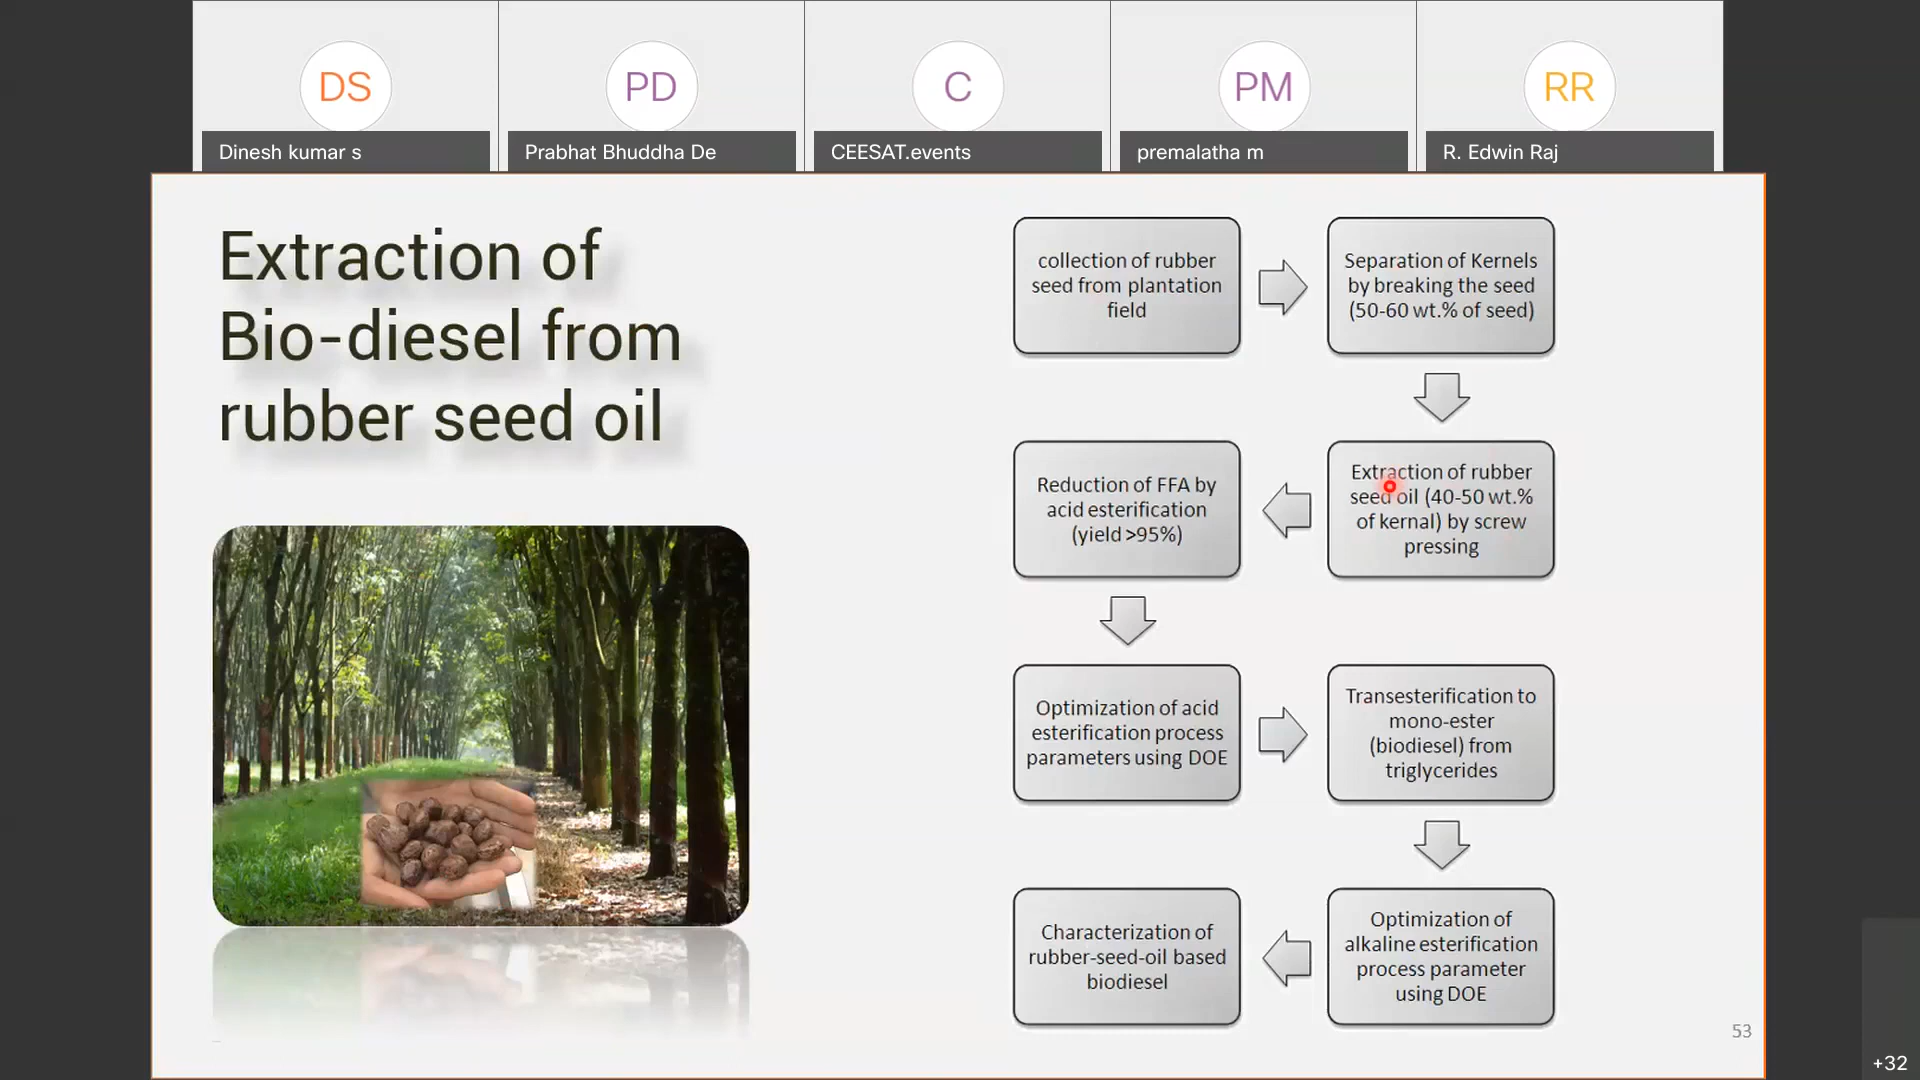 DS
PD
C
PM
RR
Dinesh kumar s
Prabhat Bhuddha De
CEESAT.events
premalatha m
R. Edwin Raj
Extraction of
Bio-diesel from
rubber seed oil
collection of rubber
seed from plantation
field
Separation of Kernels
by breaking the seed
(50-60 wt.% of seed)
Extraction of rubber
seed oil (40-50 wt.%
of kernal) by screw
pressing
Reduction of FFA by
acid esterification
(yield >95%)
Optimization of acid
esterification process
parameters using DOE
Transesterification to
mono-ester
(biodiesel) from
triglycerides
Optimization of
alkaline esterification
process parameter
using DOE
Characterization of
rubber-seed-oil based
biodiesel
53
+32